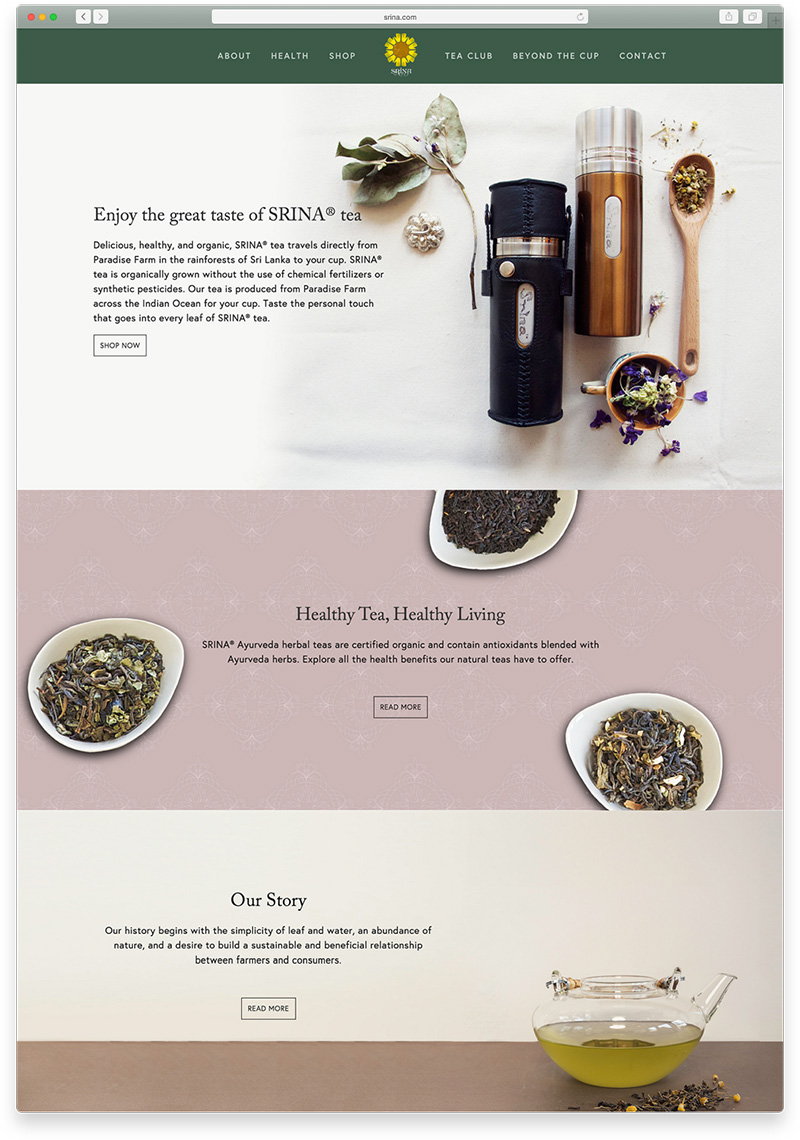 srina.com
ABOUT HEALTH SHOP SRINA TEA CLUB BEYOND THE CUP CONTACT
Enjoy the great taste of SRINA® tea
Delicious, healthy, and organic, SRINA® tea travels directly from
Paradise Farm in the rainforests of Sri Lanka to your cup. SRINA®
tea is organically grown without the use of chemical fertilizers or
synthetic pesticides. Our tea is produced from Paradise Farm
across the Indian Ocean for your cup. Taste the personal touch
that goes into every leaf of SRINA® tea.
SHOP NOW
Srina
Srina
Healthy Tea, Healthy Living
SRINA® Ayurveda herbal teas are certified organic and contain antioxidants blended with
Ayurveda herbs. Explore all the health benefits our natural teas have to offer.
READ MORE
Our Story
Our history begins with the simplicity of leaf and water, an abundance of
nature, and a desire to build a sustainable and beneficial relationship
between farmers and consumers.
READ MORE